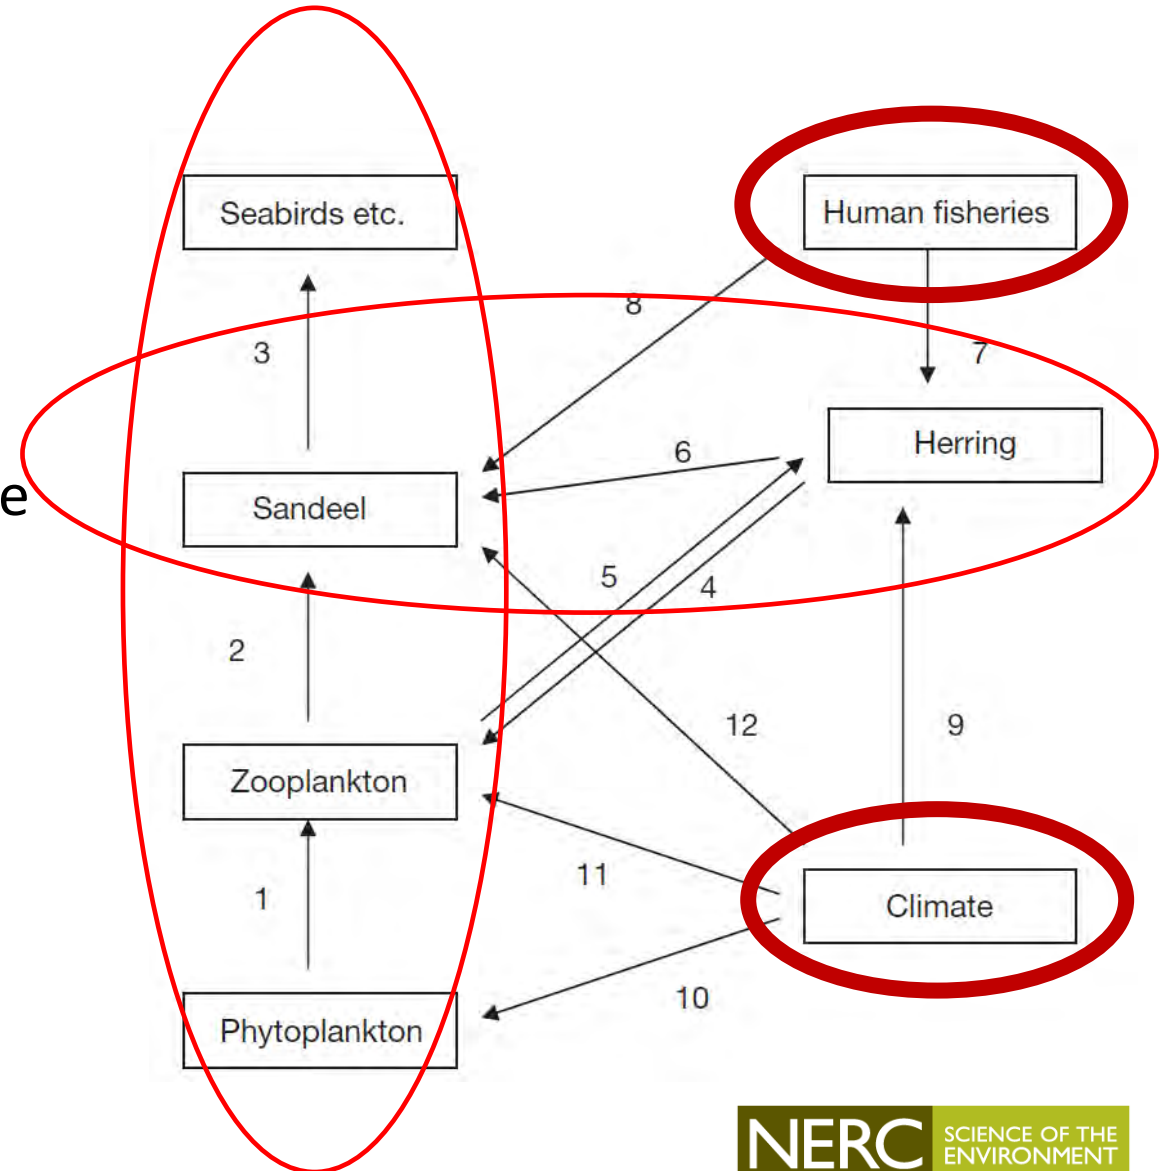 Seabirds etc.
Human fisheries
8
3
7
Herring
6
e
Sandeel
5
4
2
12
9
Zooplankton
11
1
Climate
10
Phytoplankton
NERC SCIENCE OF THE
ENVIRONMENT